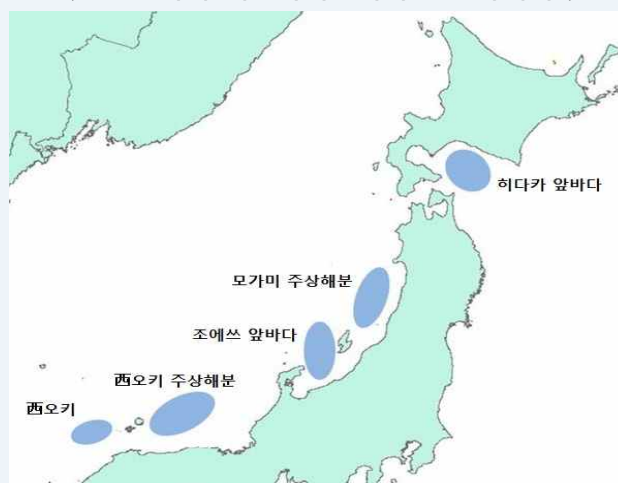 히다카 앞바다
모가미 주상해분
조에쓰 앞바다
西오키 주상해분
西오키